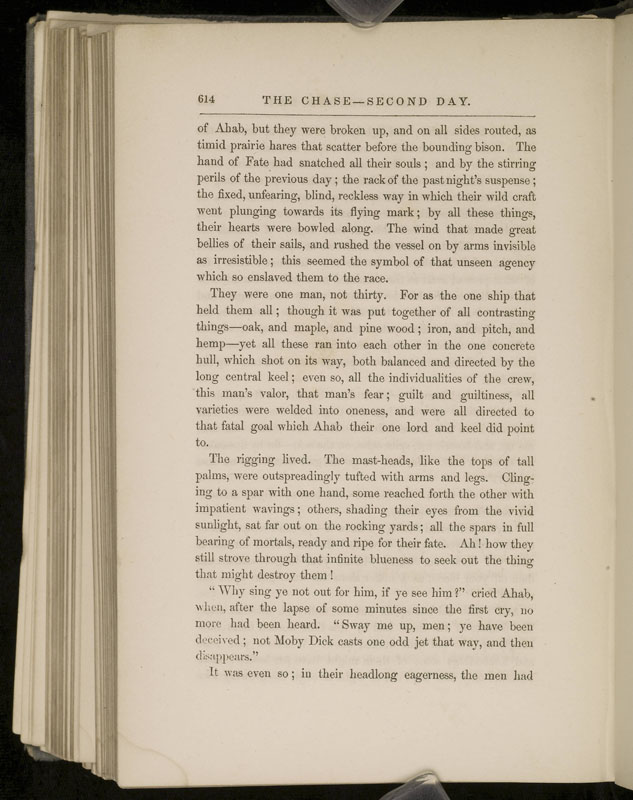 614 THE CHASE—SECOND DAY.
of Ahab, but they were broken up, and on all sides routed, as
timid prairie hares that scatter before the bounding bison. The
hand of Fate had snatched all their souls ; and by the stirring
perils of the previous day ; the rack of the past night's suspense ;
the fixed, unfearing, blind, reckless way in which their wild craft
went plunging towards its flying mark ; by all these things,
their hearts were bowled along. The wind that made great
bellies of their sails, and rushed the vessel on by arms invisible
as irresistible ; this seemed the symbol of that unseen agency
which so enslaved them to the race.
They were one man, not thirty. For as the one ship that
held them all ; though it was put together of all contrasting
things—oak, and maple, and pine wood ; iron, and pitch, and
hemp—yet all these ran into each other in the one concrete
hull, which shot on its way, both balanced and directed by the
long central keel ; even so, all the individualities of the crew,
this man's valor, that man's fear ; guilt and guiltiness, all
varieties were welded into oneness, and were all directed to
that fatal goal which Ahab their one lord and keel did point
to.
The rigging lived. The mast-heads, like the tops of tall
palms, were outspreadingly tufted with arms and legs. Cling-
ing to a spar with one hand, some reached forth the other with
impatient wavings ; others, shading their eyes from the vivid
sunlight, sat far out on the rocking yards ; all the spars in full
bearing of mortals, ready and ripe for their fate. Ah ! how they
still strove through that infinite blueness to seek out the thing
that might destroy them !
" Why sing ye not out for him, if ye see him ?" cried Ahab,
when, after the lapse of some minutes since the first cry, no
more had been heard. " Sway me up, men ; ye have been
deceived ; not Moby Dick casts one odd jet that way, and then
disappears."
It was even so ; in their headlong eagerness, the men had